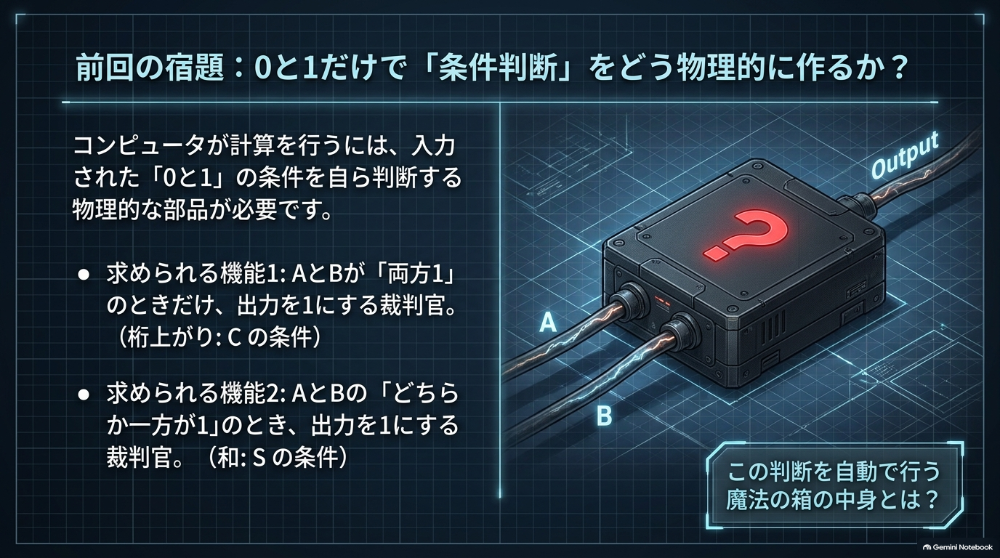 前回の宿題：0と1だけで「条件判断」をどう物理的に作るか？
コンピュータが計算を行うには、入力
された「0と1」の条件を自ら判断する
物理的な部品が必要です。
● 求められる機能1: AとBが「両方1」
のときだけ、出力を1にする裁判官。
（桁上がり: C の条件）
● 求められる機能2: AとBの「どちら
か一方が1」のとき、出力を1にする
裁判官。（和: S の条件）
Output
?
A
B
この判断を自動で行う
魔法の箱の中身とは？
Gemini Notebook